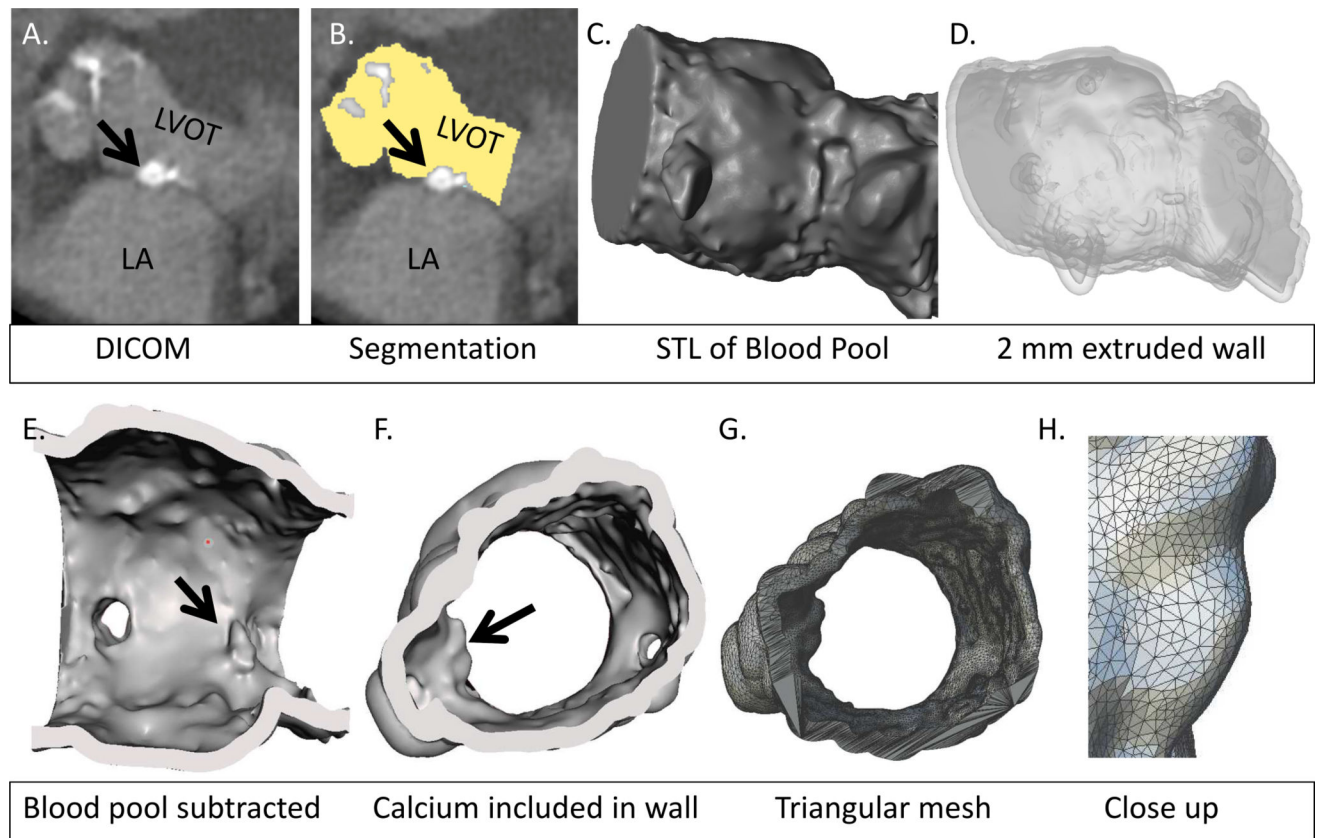 A.
B.
C.
D.
LVOT
LVOT
LA
LA
DICOM
Segmentation
STL of Blood Pool
2 mm extruded wall
E.
F.
G.
H.
Blood pool subtracted
Calcium included in wall
Triangular mesh
Close up